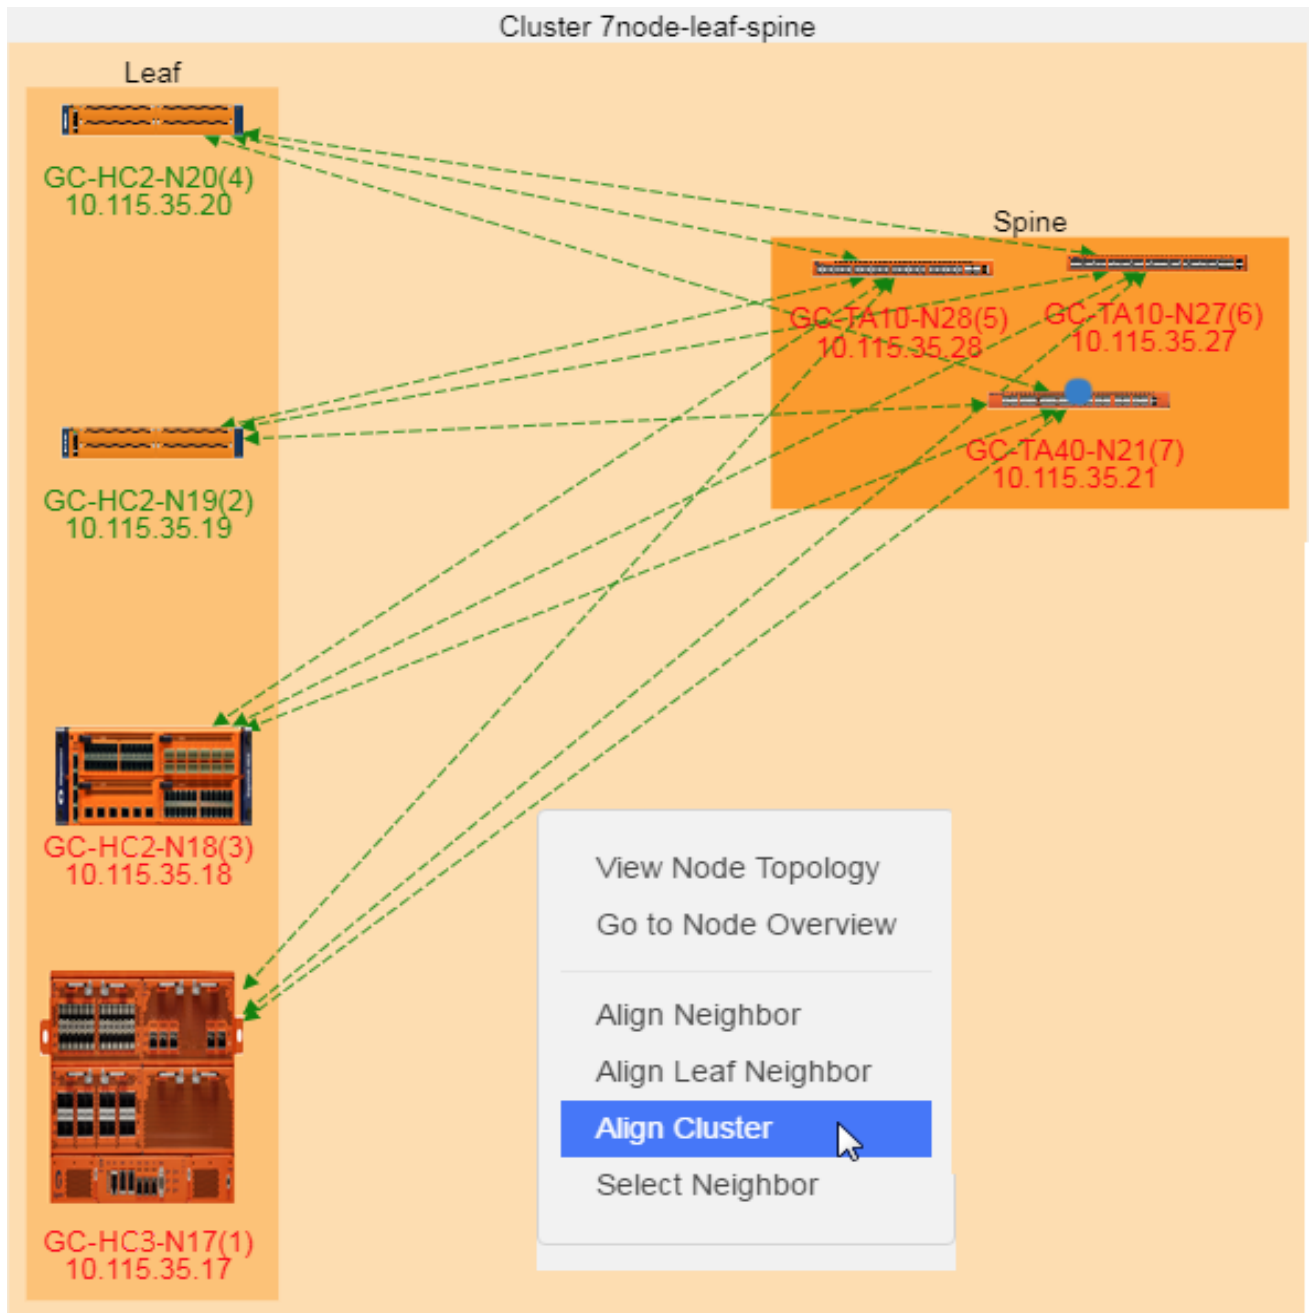 Cluster 7node-leaf-spine
Leaf
GC-HC2-N20(4)
10.115.35.20
Spine
GC-TA10-N28(5)
10.115.35.28
GC-TA10-N27(6)
10.115.35.27
GC-TA40-N21(7)
10.115.35.21
GC-HC2-N19(2)
10.115.35.19
GC-HC2-N18(3)
10.115.35.18
GC-HC3-N17(1)
10.115.35.17
View Node Topology
Go to Node Overview
Align Neighbor
Align Leaf Neighbor
Align Cluster
Select Neighbor